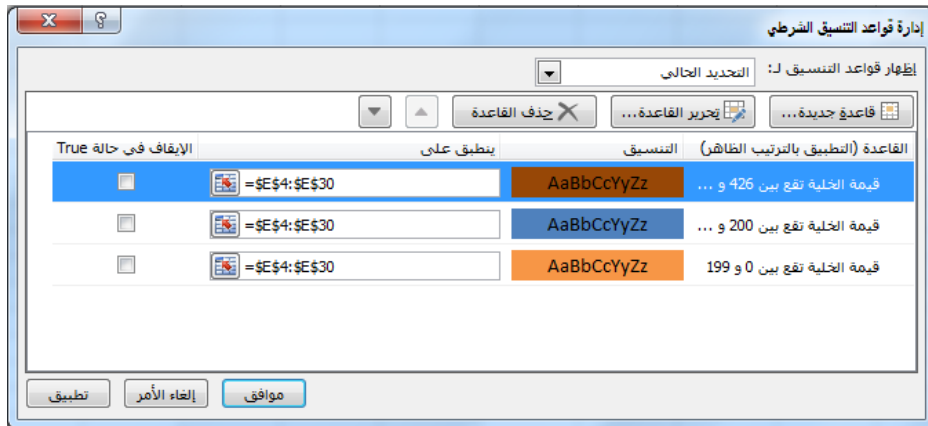 إدارة قواعد التنسيق الشرطي
إظهار قواعد التنسيق لـ: التحديد الحالي
قاعدة جديدة... تحرير القاعدة... حذف القاعدة
القاعدة (التطبيق بالترتيب الظاهر) التنسيق ينطبق على الإيقاف في حالة True
قيمة الخلية تقع بين 426 و ... AaBbCcYyZz =$E$4:$E$30
قيمة الخلية تقع بين 200 و ... AaBbCcYyZz =$E$4:$E$30
قيمة الخلية تقع بين 0 و 199 AaBbCcYyZz =$E$4:$E$30
موافق إلغاء الأمر تطبيق